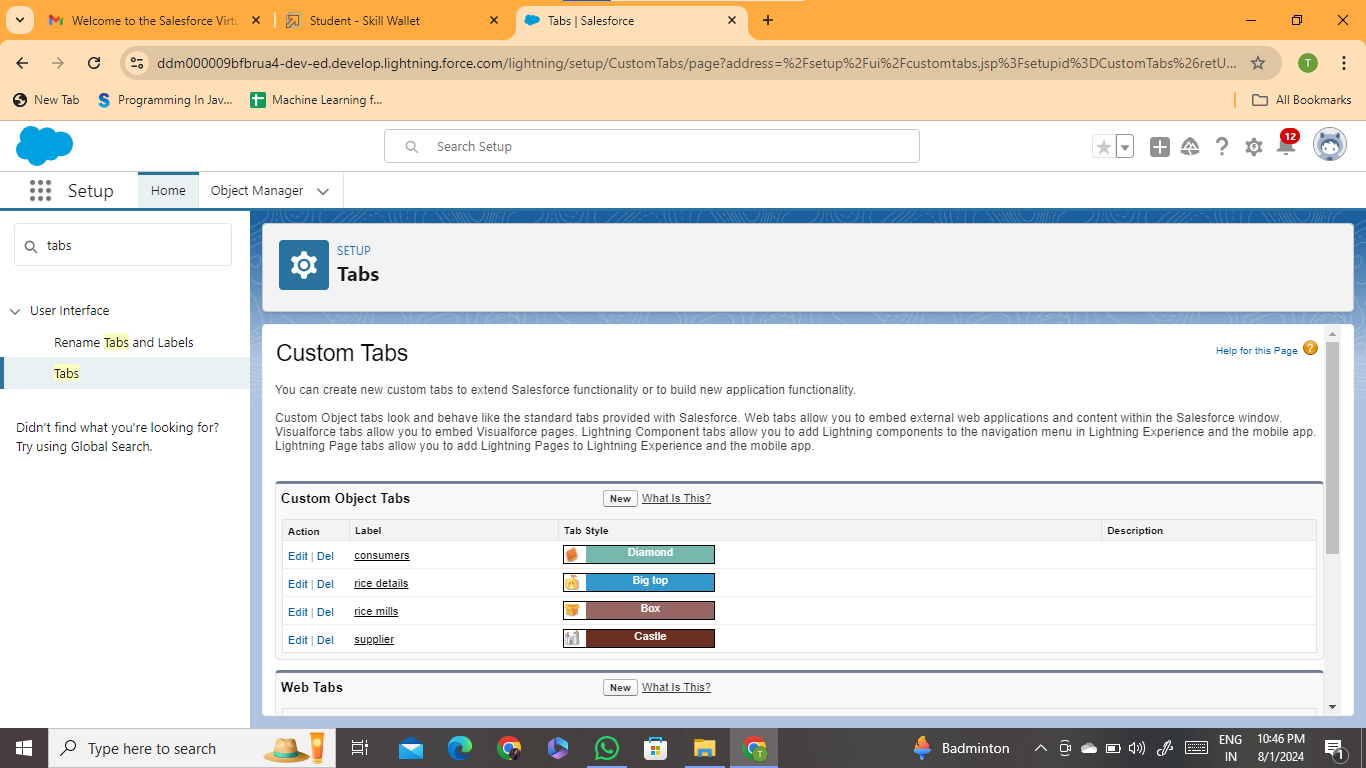 Welcome to the Salesforce Virtu
Student - Skill Wallet
Tabs | Salesforce
ddm000009bfbrua4-dev-ed.develop.lightning.force.com/lightning/setup/CustomTabs/page?address=%2Fsetup%2Fui%2Fcustomtabs.jsp%3Fsetupid%3DCustomTabs%26retU...
T
New Tab
Programming In Jav...
Machine Learning f...
All Bookmarks
Search Setup
12
Setup
Home
Object Manager
tabs
User Interface
Rename Tabs and Labels
Tabs
Didn't find what you're looking for?
Try using Global Search.
SETUP
Tabs
Custom Tabs
Help for this Page
You can create new custom tabs to extend Salesforce functionality or to build new application functionality.
Custom Object tabs look and behave like the standard tabs provided with Salesforce. Web tabs allow you to embed external web applications and content within the Salesforce window.
Visualforce tabs allow you to embed Visualforce pages. Lightning Component tabs allow you to add Lightning components to the navigation menu in Lightning Experience and the mobile app.
Lightning Page tabs allow you to add Lightning Pages to Lightning Experience and the mobile app.
Custom Object Tabs New What Is This?
Action Label Tab Style Description
Edit | Del consumers Diamond
Edit | Del rice details Big top
Edit | Del rice mills Box
Edit | Del supplier Castle
Web Tabs New What Is This?
Type here to search
T
Badminton
ENG
IN
10:46 PM
8/1/2024
1